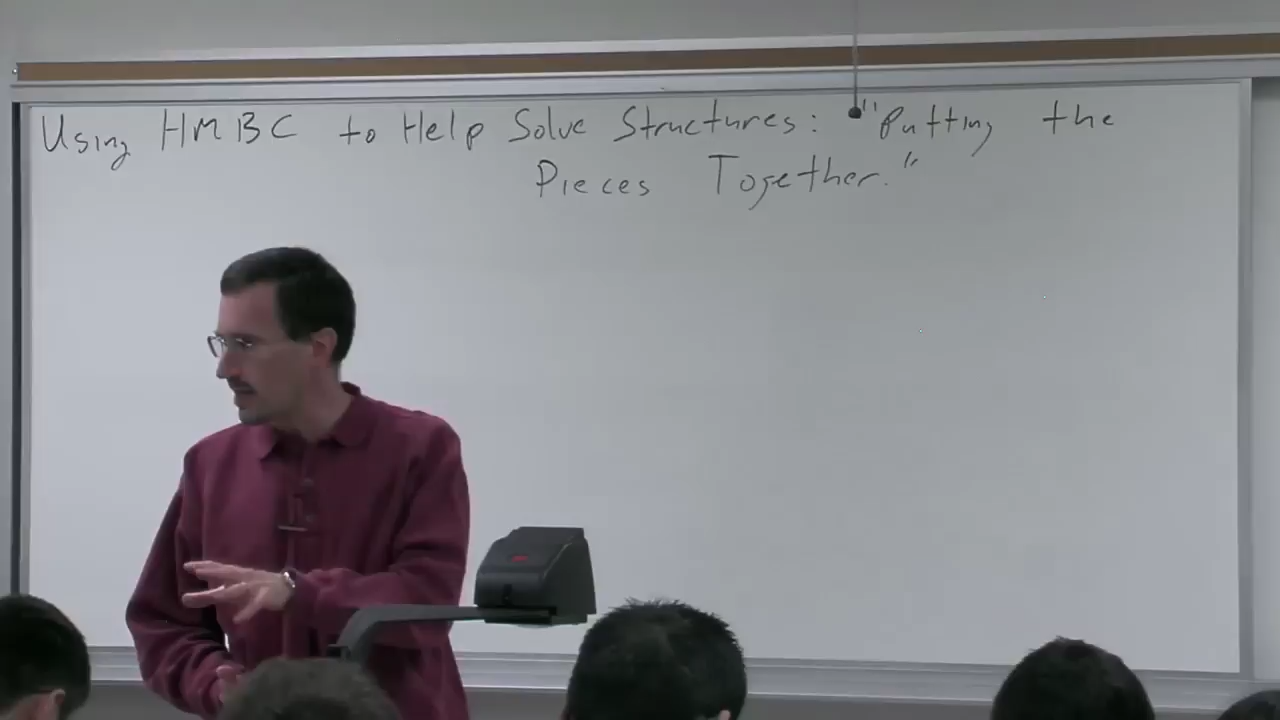 Using HMBC to Help Solve Structures: "Putting the
Pieces Together."